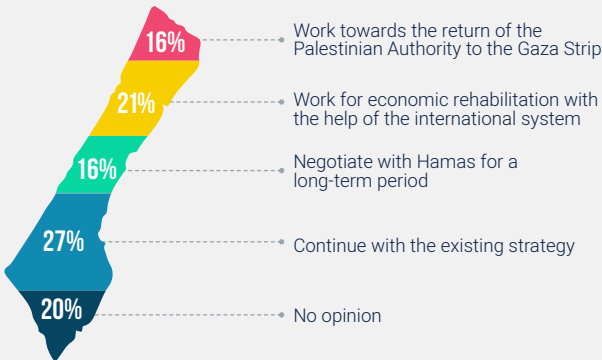 16%
Work towards the return of the
Palestinian Authority to the Gaza Strip
21%
Work for economic rehabilitation with
the help of the international system
16%
Negotiate with Hamas for a
long-term period
27%
Continue with the existing strategy
20%
No opinion